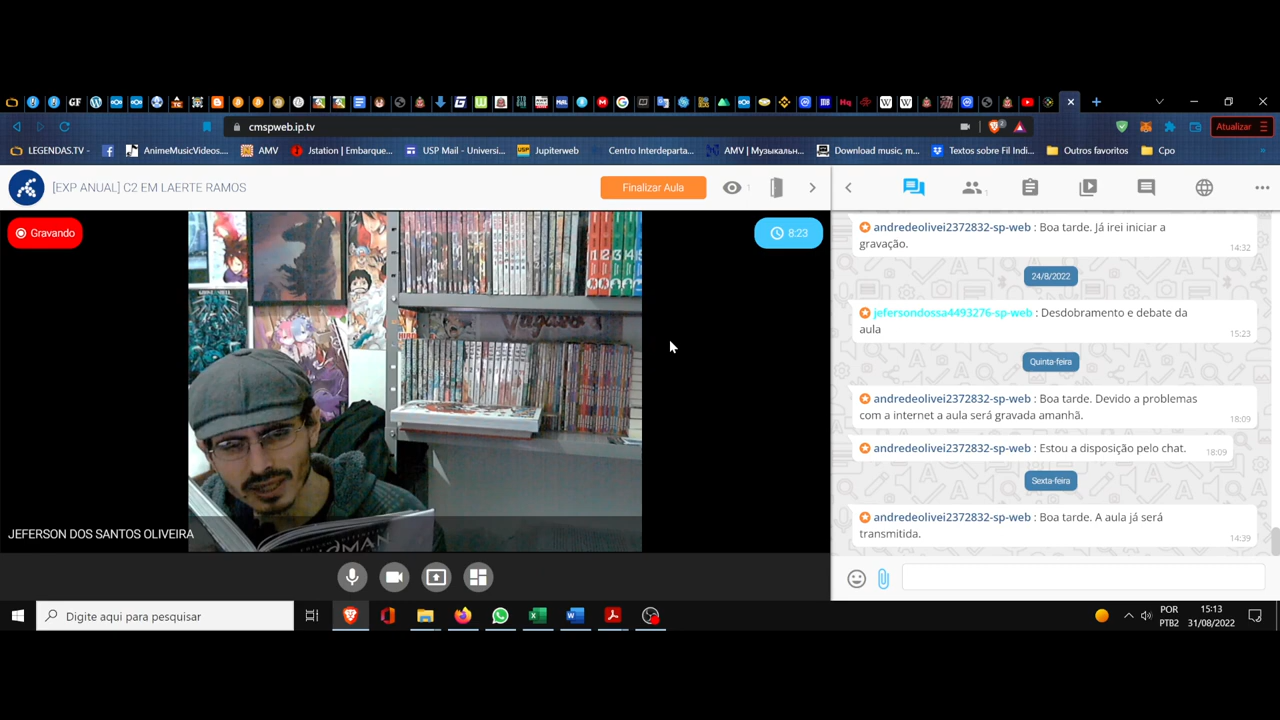 cmspweb.ip.tv
Atualizar
LEGENDAS.TV -
AnimeMusicVideos...
AMV
Jstation | Embarque...
USP Mail - Universi...
Jupiterweb
Centro Interdeparta...
AMV | Музыкальн...
Download music, m...
Textos sobre Fil Indi...
Outros favoritos
Cpo
[EXP ANUAL] C2 EM LAERTE RAMOS
Finalizar Aula
1
1
Gravando
8:23
JEFERSON DOS SANTOS OLIVEIRA
andredeolivei2372832-sp-web : Boa tarde. Já irei iniciar a
gravação.
14:32
24/8/2022
jefersondossa4493276-sp-web : Desdobramento e debate da
aula
15:23
Quinta-feira
andredeolivei2372832-sp-web : Boa tarde. Devido a problemas
com a internet a aula será gravada amanhã.
18:09
andredeolivei2372832-sp-web : Estou a disposição pelo chat.
18:09
Sexta-feira
andredeolivei2372832-sp-web : Boa tarde. A aula já será
transmitida.
14:39
Digite aqui para pesquisar
POR
PTB2
15:13
31/08/2022